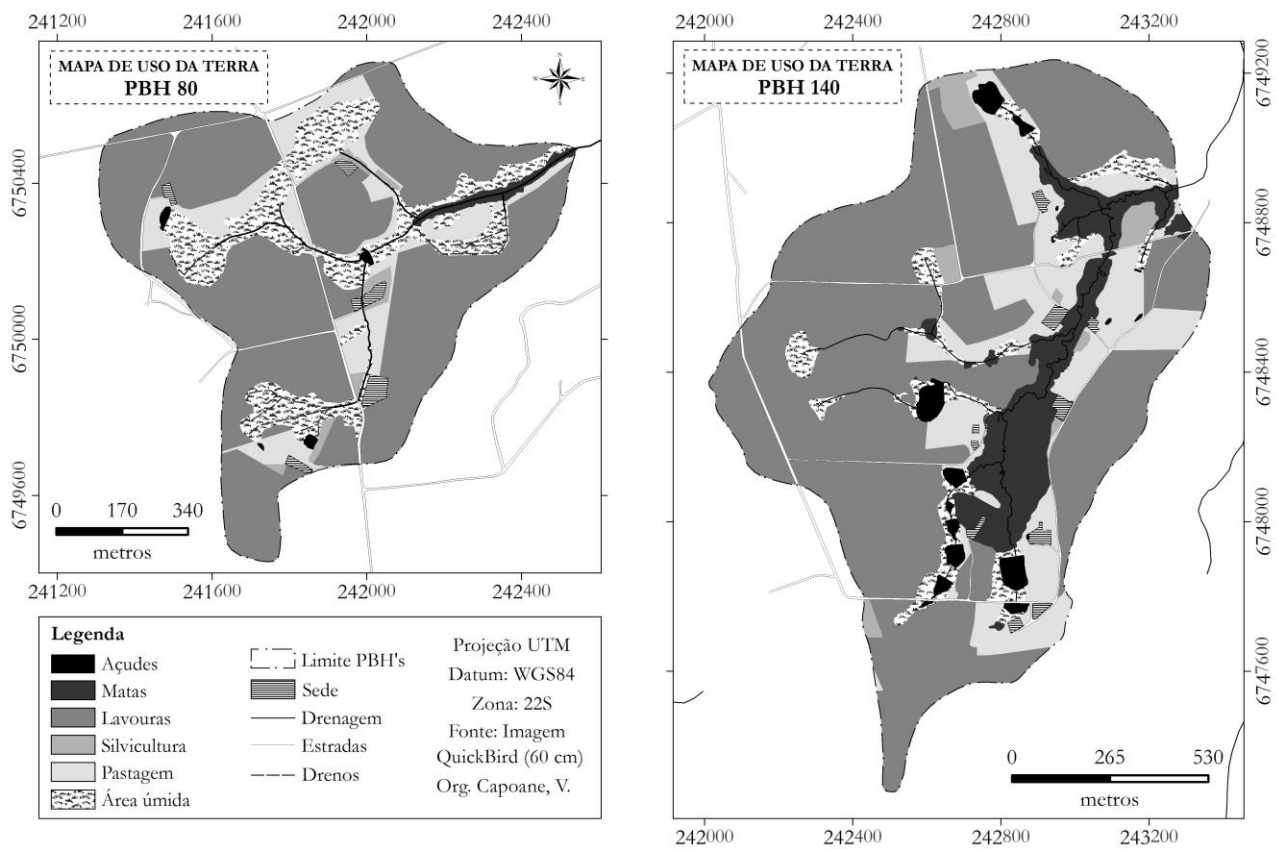 241200 241600 242000 242400
MAPA DE USO DA TERRA
PBH 80
N
E
S
W
6750400
6750000
6749600
0 170 340
metros
241200 241600 242000 242400
Legenda
Açudes
Matas
Lavouras
Silvicultura
Pastagem
Área úmida
Limite PBH's
Sede
Drenagem
Estradas
Drenos
Projeção UTM
Datum: WGS84
Zona: 22S
Fonte: Imagem
QuickBird (60 cm)
Org. Capoane, V.
242000 242400 242800 243200
MAPA DE USO DA TERRA
PBH 140
6749200
6748800
6748400
6748000
6747600
0 265 530
metros
242000 242400 242800 243200